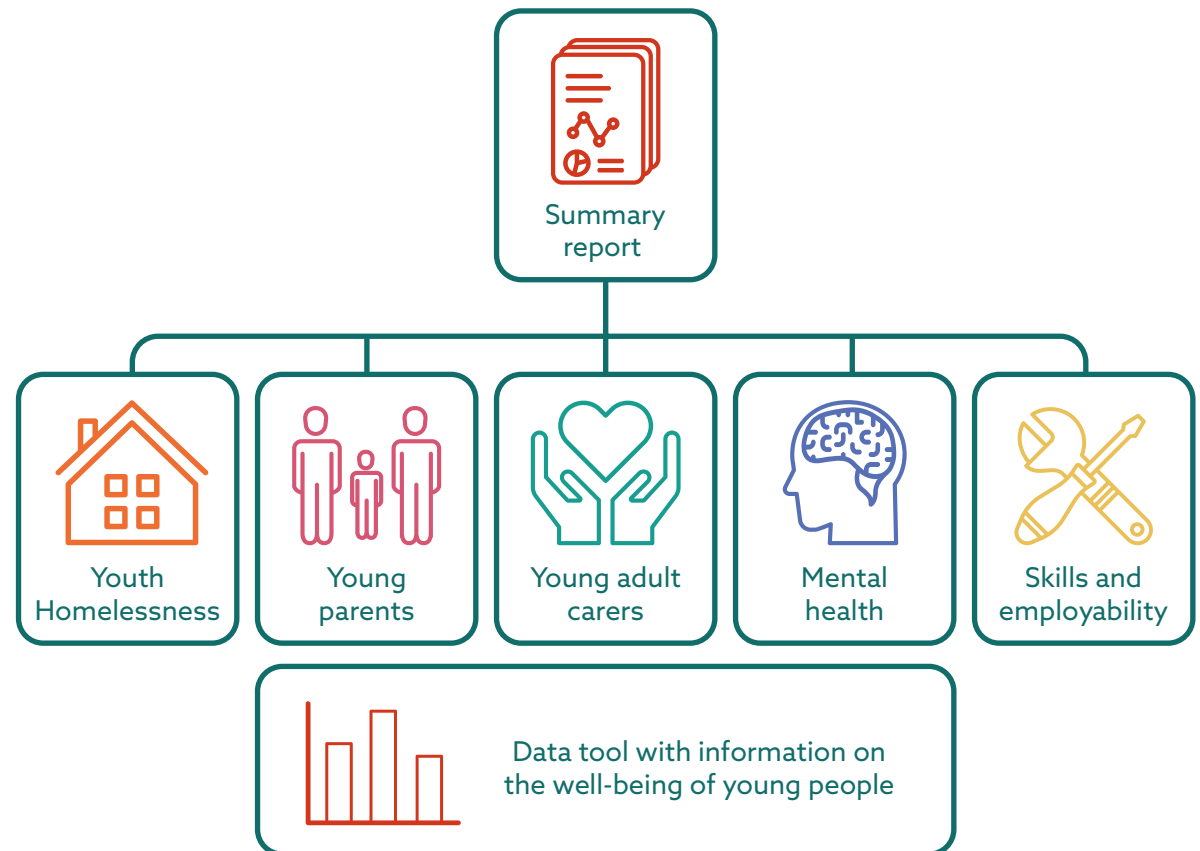 Summary
report
Youth
Homelessness
Young
parents
Young adult
carers
Mental
health
Skills and
employability
Data tool with information on
the well-being of young people